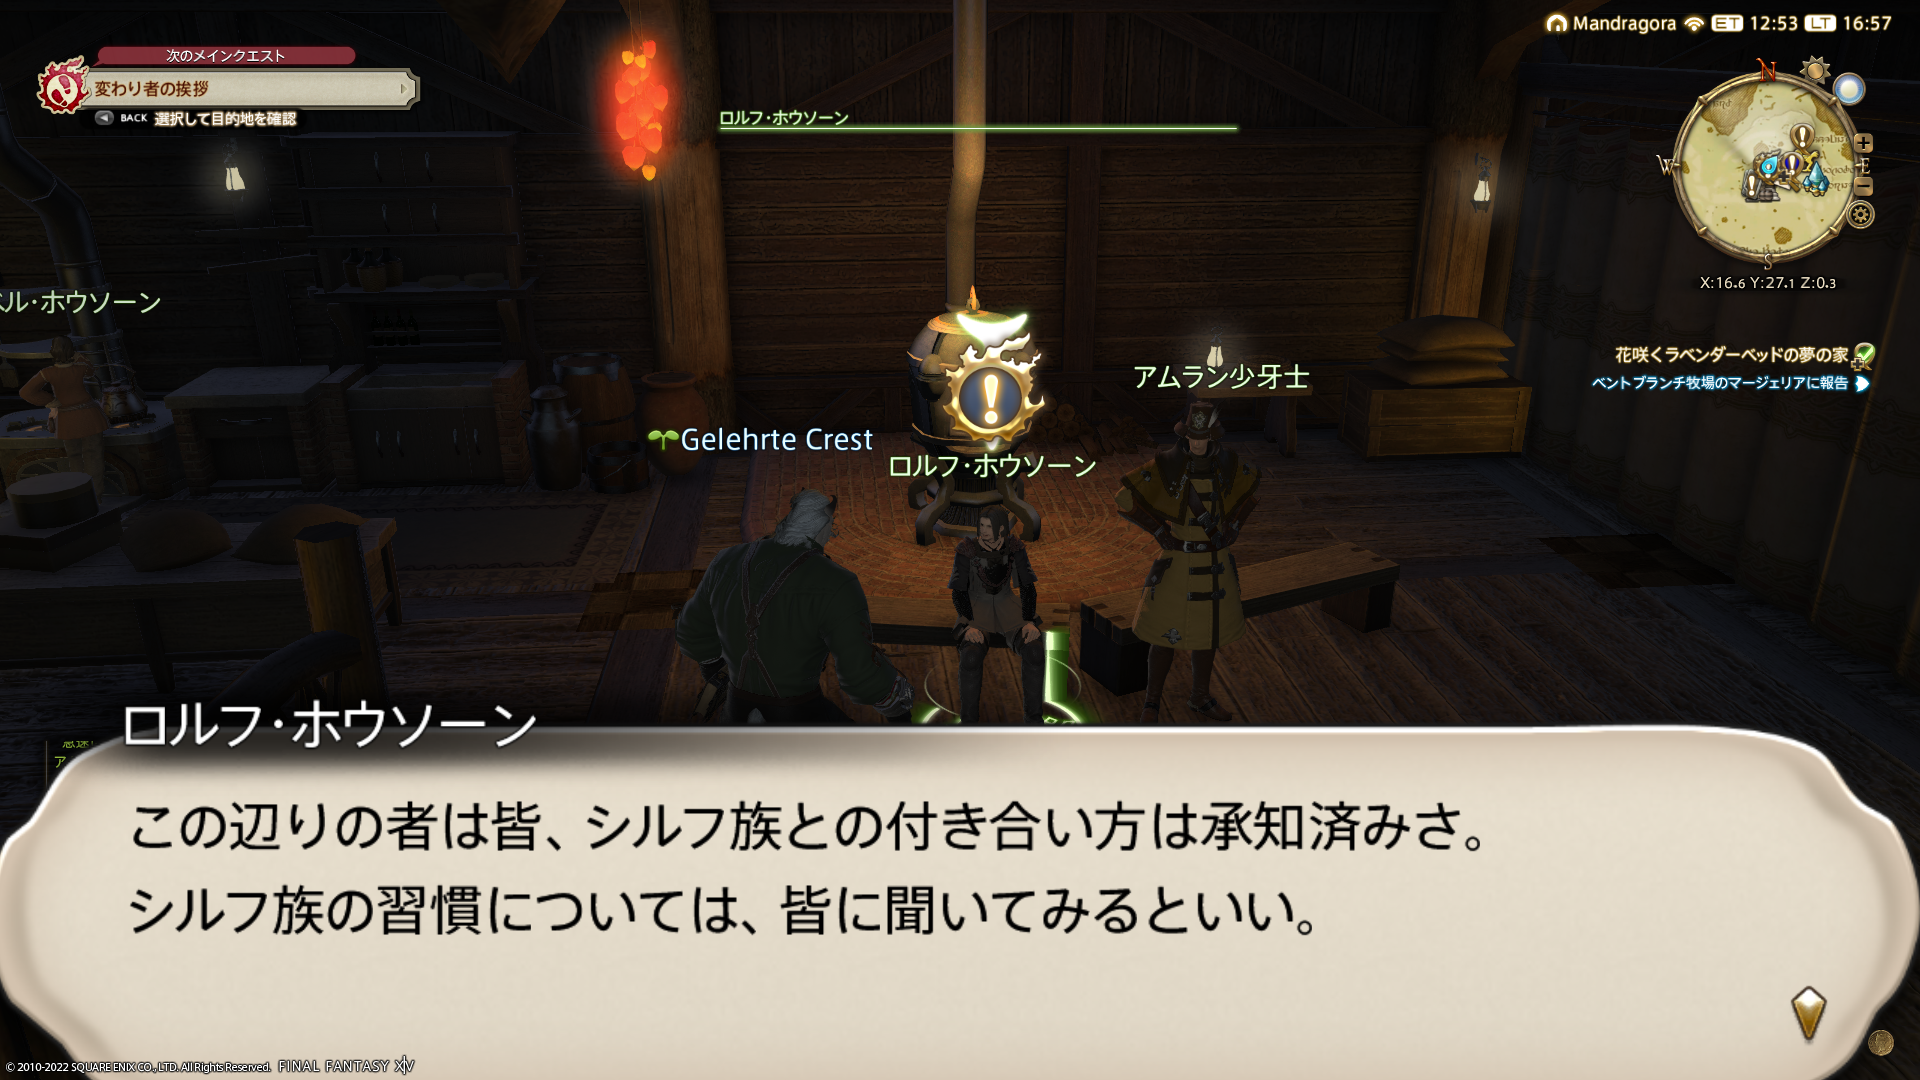 Mandragora ET 12:53 LT 16:57
次のメインクエスト
変わり者の挨拶
BACK 選択して目的地を確認
ロルフ・ホウソーン
N
W
E
S
X:16.6 Y:27.1 Z:0.3
ル・ホウソーン
花咲くラベンダーベッドの夢の家
ベントブランチ牧場のマージェリアに報告
アムラン少牙士
Gelehrte Crest
ロルフ・ホウソーン
ロルフ・ホウソーン
この辺りの者は皆、シルフ族との付き合い方は承知済みさ。
シルフ族の習慣については、皆に聞いてみるといい。
© 2010-2022 SQUARE ENIX CO., LTD. All Rights Reserved. FINAL FANTASY XIV